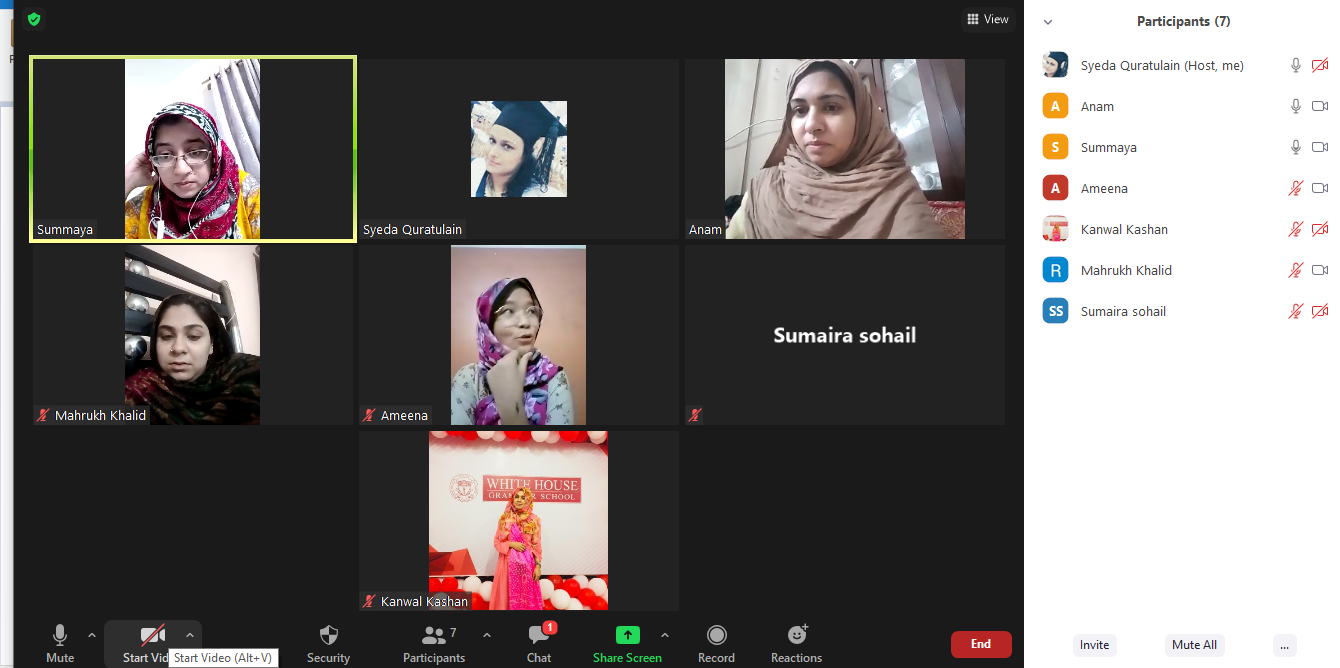 View
Participants (7)
Syeda Quratulain (Host, me)
A
Anam
S
Summaya
A
Ameena
Kanwal Kashan
R
Mahrukh Khalid
SS
Sumaira sohail
Summaya
Syeda Quratulain
Anam
Mahrukh Khalid
Ameena
Sumaira sohail
WHITE HOUSE
GRAMMAR SCHOOL
Kanwal Kashan
Mute
Start Vid
Start Video (Alt+V)
Security
7
Participants
1
Chat
Share Screen
Record
Reactions
End
Invite
Mute All
...